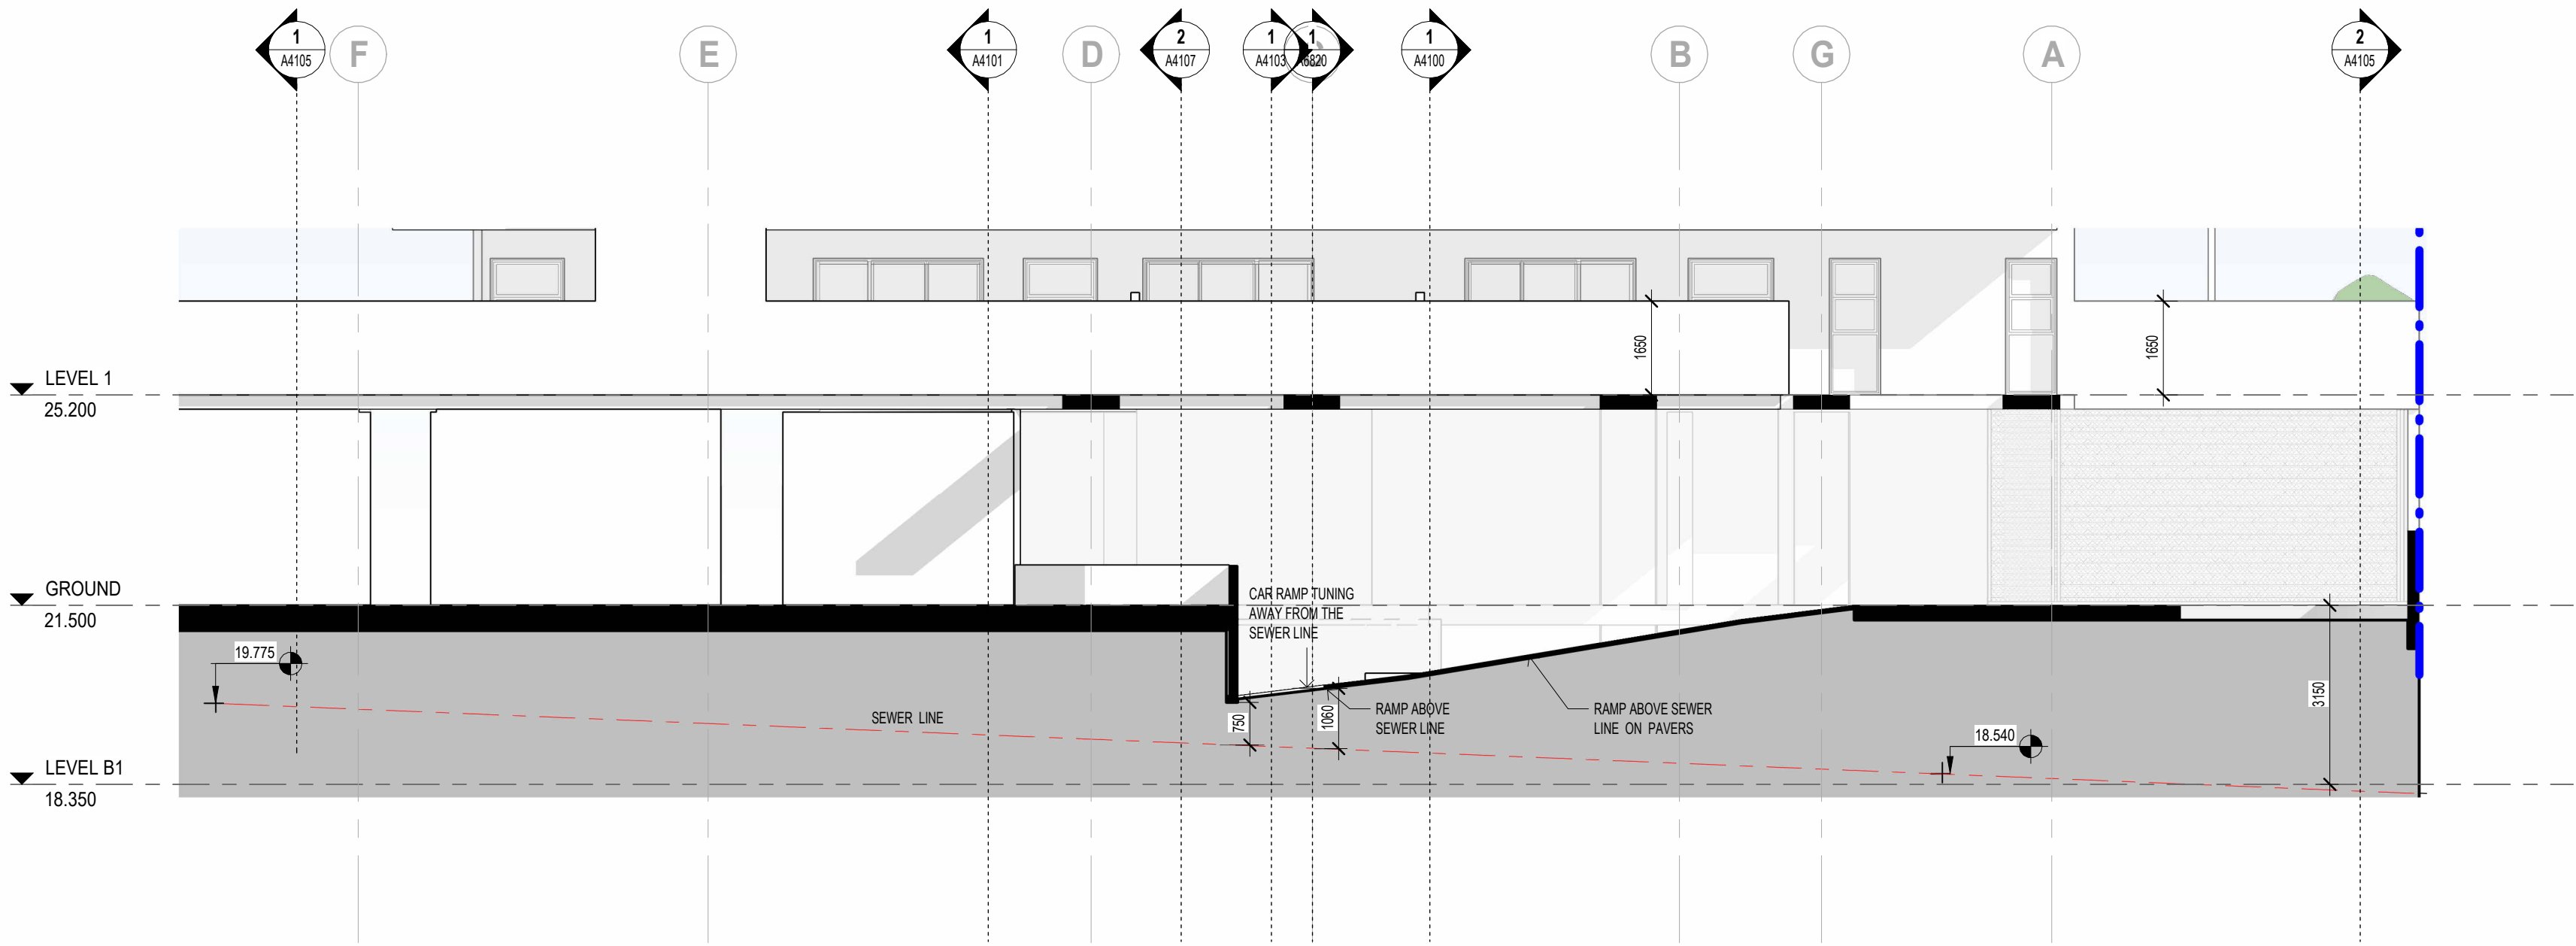 1
A4105
F
E
1
A4101
D
2
A4107
1
A4103
1
A6820
1
A4100
B
G
A
2
A4105
1650
1650
LEVEL 1
25.200
GROUND
21.500
CAR RAMP TUNING
AWAY FROM THE
SEWER LINE
19.775
SEWER LINE
750
1060
RAMP ABOVE
SEWER LINE
RAMP ABOVE SEWER
LINE ON PAVERS
18.540
3150
LEVEL B1
18.350